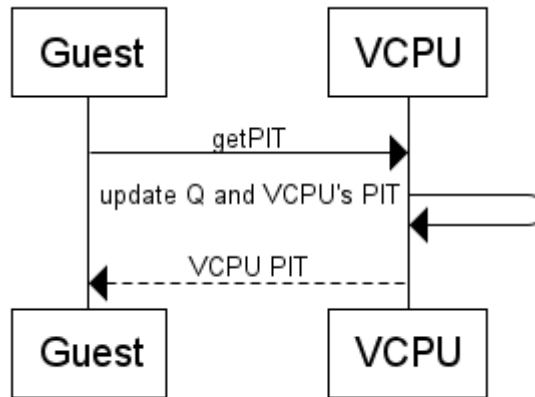 Guest
VCPU
getPIT
update Q and VCPU's PIT
VCPU PIT
Guest
VCPU